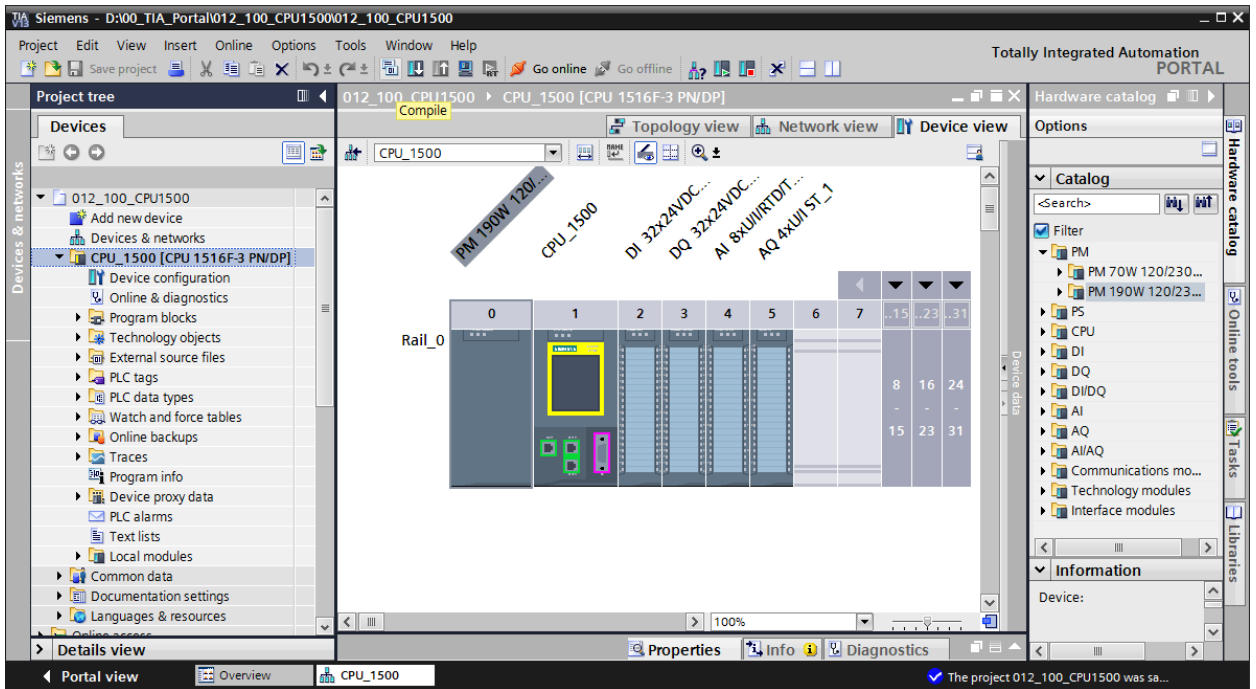 Siemens - D:\00_TIA_Portal\012_100_CPU1500\012_100_CPU1500
Project Edit View Insert Online Options Tools Window Help
Totally Integrated Automation
PORTAL
Save project Go online Go offline
Compile
Project tree
Devices
Devices & networks
012_100_CPU1500
Add new device
Devices & networks
CPU_1500 [CPU 1516F-3 PN/DP]
Device configuration
Online & diagnostics
Program blocks
Technology objects
External source files
PLC tags
PLC data types
Watch and force tables
Online backups
Traces
Program info
Device proxy data
PLC alarms
Text lists
Local modules
Common data
Documentation settings
Languages & resources
Online access
Details view
012_100_CPU1500 CPU_1500 [CPU 1516F-3 PN/DP]
Topology view Network view Device view
CPU_1500
PM 190W 120/...
CPU_1500
DI 32x24VDC...
DQ 32x24VDC...
AI 8xU/I/RTD/T...
AQ 4xU/I ST_1
0 1 2 3 4 5 6 7 ..15 ..23 ..31
Rail_0
SIEMENS
8 16 24
- - -
15 23 31
Device data
100%
Properties Info Diagnostics
Hardware catalog
Options
Catalog
<Search>
Filter
PM
PM 70W 120/230...
PM 190W 120/23...
PS
CPU
DI
DQ
DI/DQ
AI
AQ
AI/AQ
Communications mo...
Technology modules
Interface modules
Information
Device:
Hardware catalog
Online tools
Tasks
Libraries
Portal view Overview CPU_1500 The project 012_100_CPU1500 was sa...